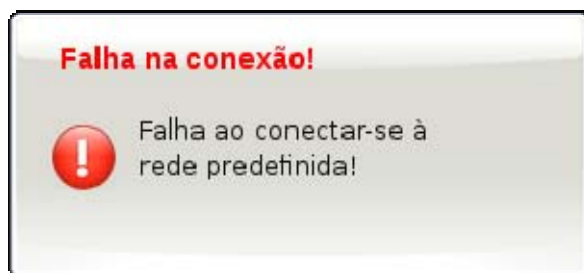 Falha na conexão!
Falha ao conectar-se à
rede predefinida!